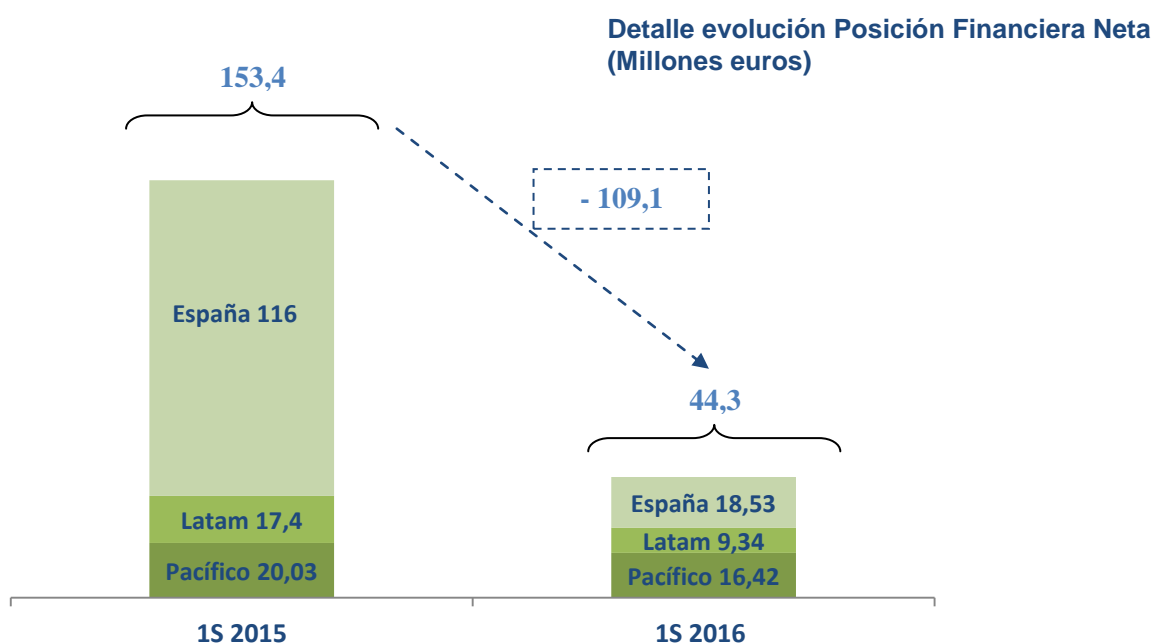 Detalle evolución Posición Financiera Neta
(Millones euros)
153,4
- 109,1
España 116
44,3
España 18,53
Latam 17,4
Latam 9,34
Pacífico 20,03
Pacífico 16,42
1S 2015
1S 2016